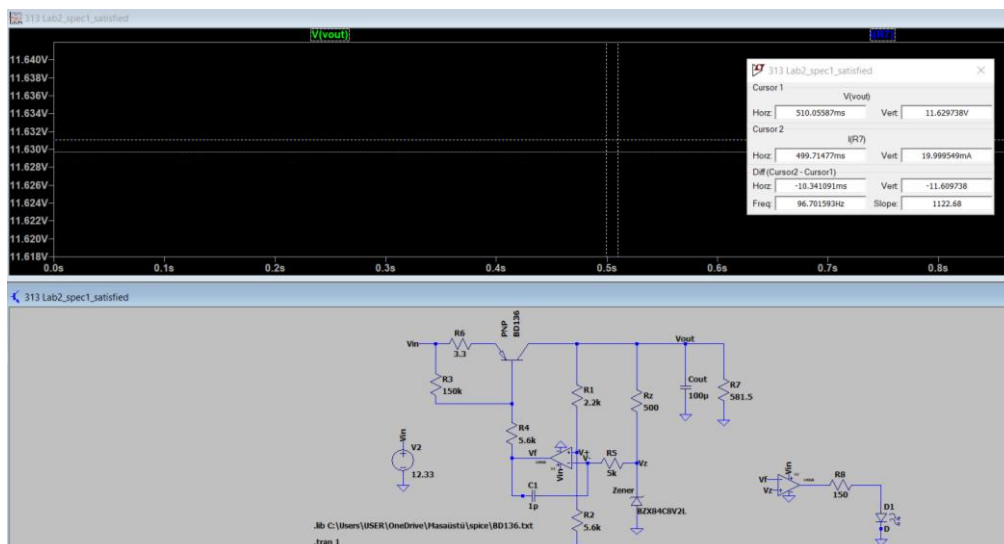 313 Lab2_spec1_satisfied
V(vout)
I(R7)
11.640V
11.638V
11.636V
11.634V
11.632V
11.630V
11.628V
11.626V
11.624V
11.622V
11.620V
11.618V
0.0s 0.1s 0.2s 0.3s 0.4s 0.5s 0.6s 0.7s 0.8s
313 Lab2_spec1_satisfied
Cursor 1
V(vout)
Horz: 510.05587ms Vert: 11.629738V
Cursor 2
I(R7)
Horz: 499.71477ms Vert: 19.999549mA
Diff (Cursor2 - Cursor1)
Horz: -10.341091ms Vert: -11.609738
Freq: 96.701593Hz Slope: 1122.68
313 Lab2_spec1_satisfied
PNP
BD136
Vin
R6
3.3
R3
150k
R4
5.6k
Vin
V2
12.33
Vf
C1
1p
V+
V-
Vin
R1
2.2k
R2
5.6k
R5
5k
Rz
500
Vz
Zener
BZX84C8V2L
Vout
Cout
100µ
R7
581.5
Vf
Vz
Vin
R8
150
D1
D
.lib C:\Users\USER\OneDrive\Masaüstü\spice\BD136.txt
.tran 1